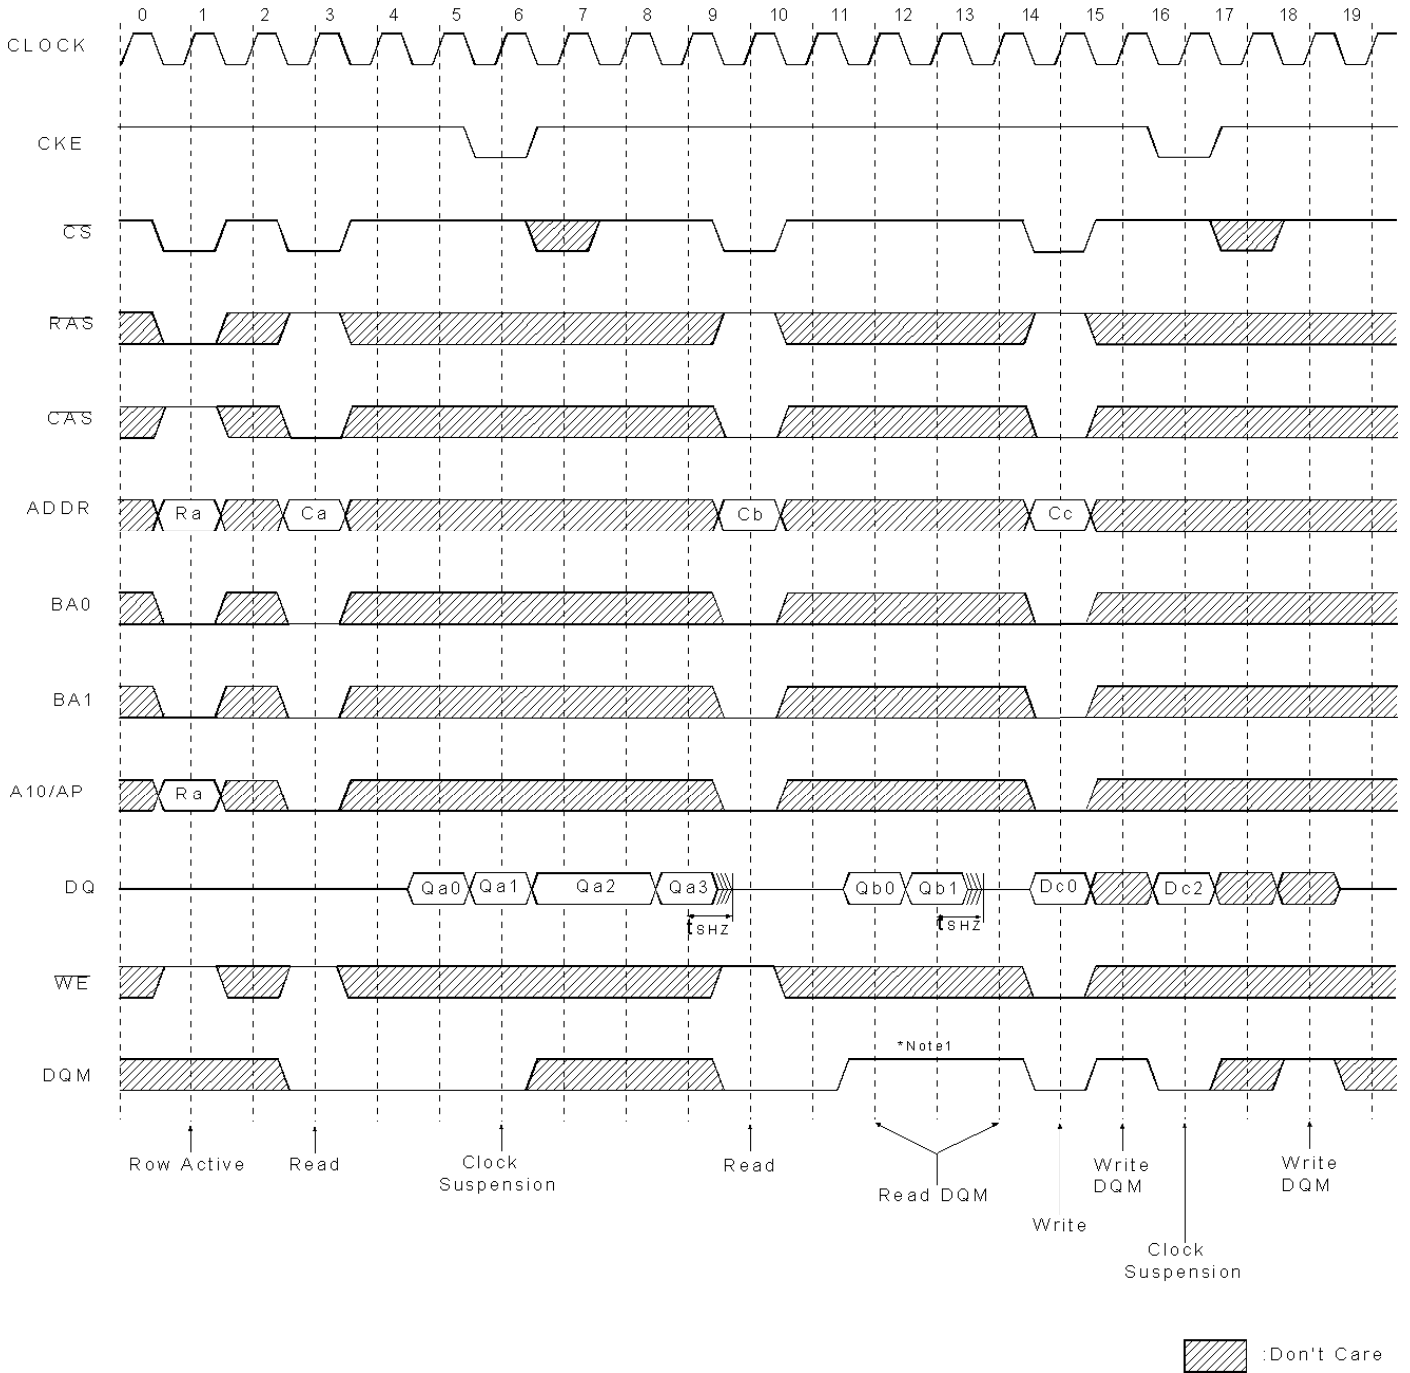 0 1 2 3 4 5 6 7 8 9 10 11 12 13 14 15 16 17 18 19
CLOCK
CKE
CS
RAS
CAS
ADDR Ra Ca Cb Cc
BA0
BA1
A10/AP Ra
DQ Qa0 Qa1 Qa2 Qa3 Qb0 Qb1 Dc0 Dc2
tSHZ tSHZ
WE
*Note1
DQM
Row Active Read Clock Suspension Read Read DQM Write Write DQM Clock Suspension Write DQM
:Don't Care